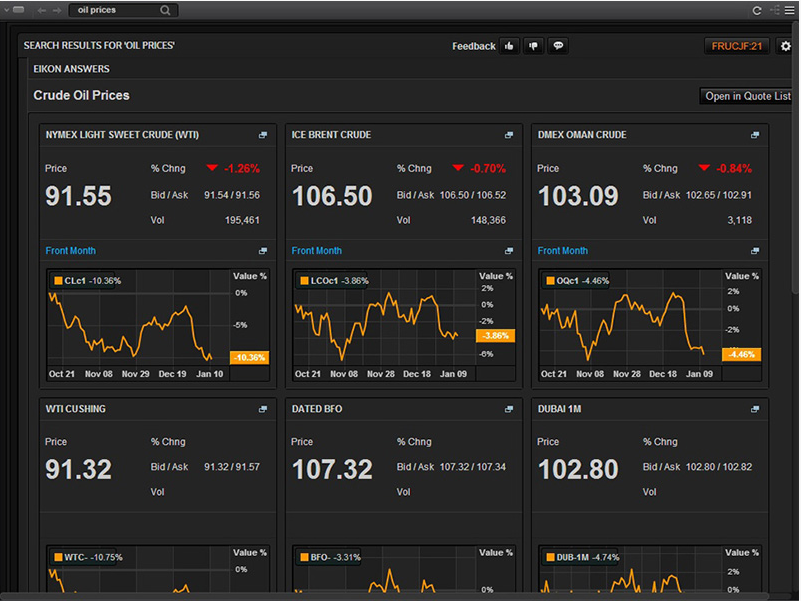 oil prices
SEARCH RESULTS FOR 'OIL PRICES'
Feedback
FRUCJF:21
EIKON ANSWERS
Crude Oil Prices
Open in Quote List
NYMEX LIGHT SWEET CRUDE (WTI)
Price
% Chng
-1.26%
91.55
Bid / Ask 91.54 / 91.56
Vol 195,461
Front Month
CLc1 -10.36%
Value %
0%
-5%
-10.36%
Oct 21 Nov 08 Nov 29 Dec 19 Jan 10
ICE BRENT CRUDE
Price
% Chng
-0.70%
106.50
Bid / Ask 106.50 / 106.52
Vol 148,366
Front Month
LCOc1 -3.86%
Value %
2%
0%
-2%
-3.86%
-6%
Oct 21 Nov 08 Nov 28 Dec 18 Jan 09
DMEX OMAN CRUDE
Price
% Chng
-0.84%
103.09
Bid / Ask 102.65 / 102.91
Vol 3,118
Front Month
OQc1 -4.46%
Value %
2%
0%
-2%
-4.46%
Oct 21 Nov 08 Nov 28 Dec 18 Jan 09
WTI CUSHING
Price
% Chng
91.32
Bid / Ask 91.32 / 91.57
Vol
WTC- -10.75%
Value %
0%
DATED BFO
Price
% Chng
107.32
Bid / Ask 107.32 / 107.34
Vol
BFO- -3.31%
Value %
0%
DUBAI 1M
Price
% Chng
102.80
Bid / Ask 102.80 / 102.82
Vol
DUB-1M -4.74%
Value %
2%
0%